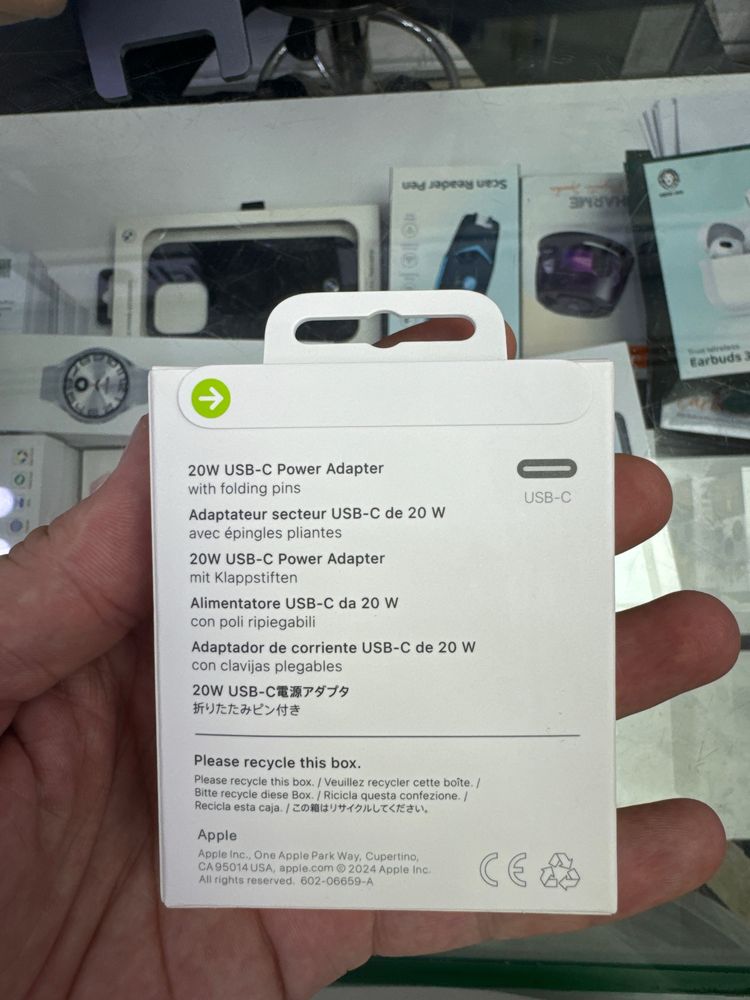 Scan Reader Pen
HARME
True Wireless
Earbuds 3
20W USB-C Power Adapter
with folding pins
USB-C
Adaptateur secteur USB-C de 20 W
avec épingles pliantes
20W USB-C Power Adapter
mit Klappstiften
Alimentatore USB-C da 20 W
con poli ripiegabili
Adaptador de corriente USB-C de 20 W
con clavijas plegables
20W USB-C電源アダプタ
折りたたみピン付き
Please recycle this box.
Please recycle this box. / Veuillez recycler cette boîte. /
Bitte recycle diese Box. / Ricicla questa confezione. /
Recicla esta caja. / この箱はリサイクルしてください。
Apple
Apple Inc., One Apple Park Way, Cupertino,
CA 95014 USA, apple.com © 2024 Apple Inc.
All rights reserved. 602-06659-A
CE